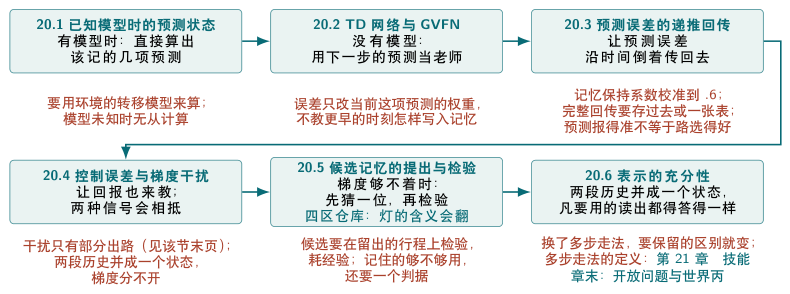 20.1 已知模型时的预测状态
有模型时：直接算出
该记的几项预测
要用环境的转移模型来算；
模型未知时无从计算
20.2 TD 网络与 GVFN
没有模型：
用下一步的预测当老师
误差只改当前这项预测的权重，
不教更早的时刻怎样写入记忆
20.3 预测误差的递推回传
让预测误差
沿时间倒着传回去
记忆保持系数校准到 .6；
完整回传要存过去或一张表；
预测报得准不等于路选得好
20.4 控制误差与梯度干扰
让回报也来教；
两种信号会相抵
干扰只有部分出路（见该节末页）；
两段历史并成一个状态，
梯度分不开
20.5 候选记忆的提出与检验
梯度够不着时：
先猜一位，再检验
四区仓库：灯的含义会翻
候选要在留出的行程上检验，
耗经验；记住的够不够用，
还要一个判据
20.6 表示的充分性
两段历史并成一个状态，
凡要用的读出都得答得一样
换了多步走法，要保留的区别就变；
多步走法的定义：第 21 章 技能
章末：开放问题与世界丙